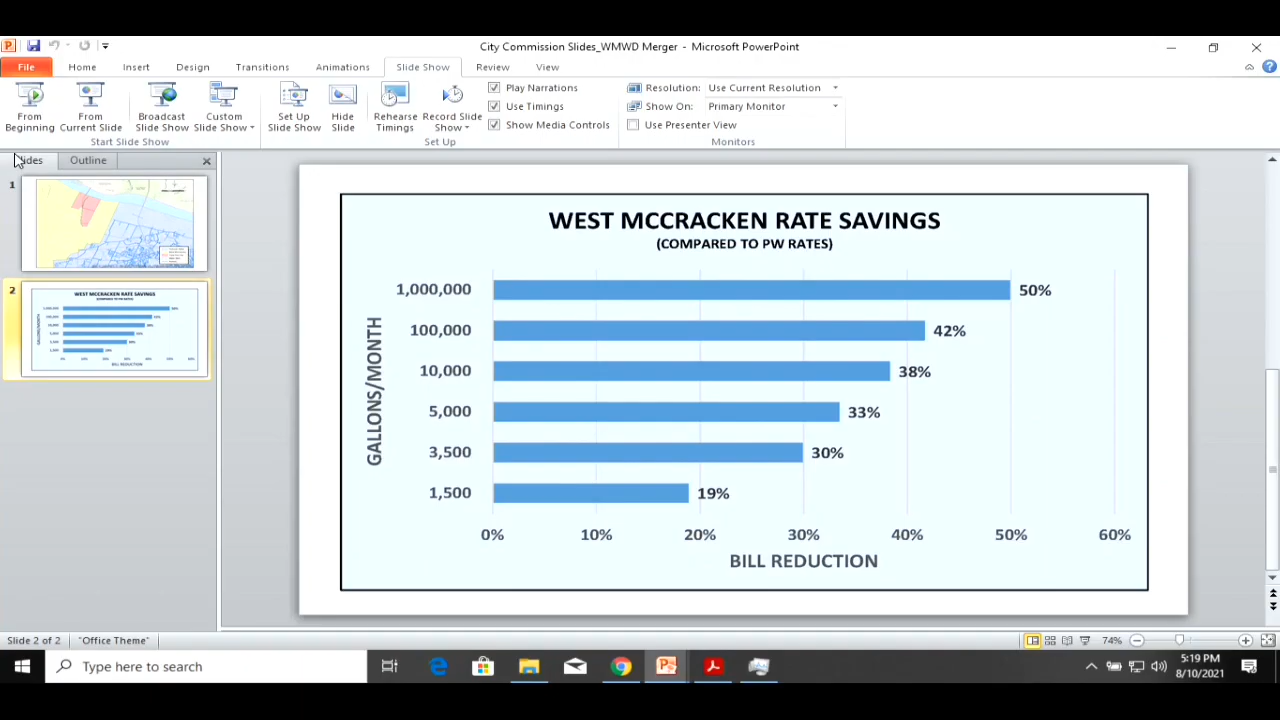 City Commission Slides_WMWD Merger - Microsoft PowerPoint
File Home Insert Design Transitions Animations Slide Show Review View
From Beginning
From Current Slide
Broadcast Slide Show
Custom Slide Show
Set Up Slide Show
Hide Slide
Rehearse Timings
Record Slide Show
Play Narrations
Use Timings
Show Media Controls
Resolution: Use Current Resolution
Show On: Primary Monitor
Use Presenter View
Start Slide Show
Set Up
Monitors
Outline
1
2
WEST MCCRACKEN RATE SAVINGS
WEST MCCRACKEN RATE SAVINGS
(COMPARED TO PW RATES)
GALLONS/MONTH
1,000,000 50%
100,000 42%
10,000 38%
5,000 33%
3,500 30%
1,500 19%
0% 10% 20% 30% 40% 50% 60%
BILL REDUCTION
Slide 2 of 2 "Office Theme" 74%
Type here to search
5:19 PM
8/10/2021